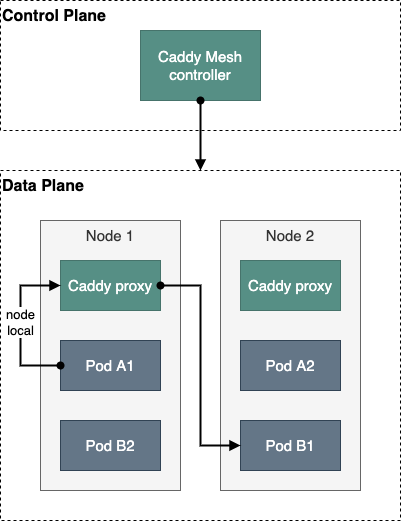 Control Plane
Caddy Mesh
controller
Data Plane
Node 1
Node 2
Caddy proxy
Caddy proxy
node
local
Pod A1
Pod A2
Pod B2
Pod B1